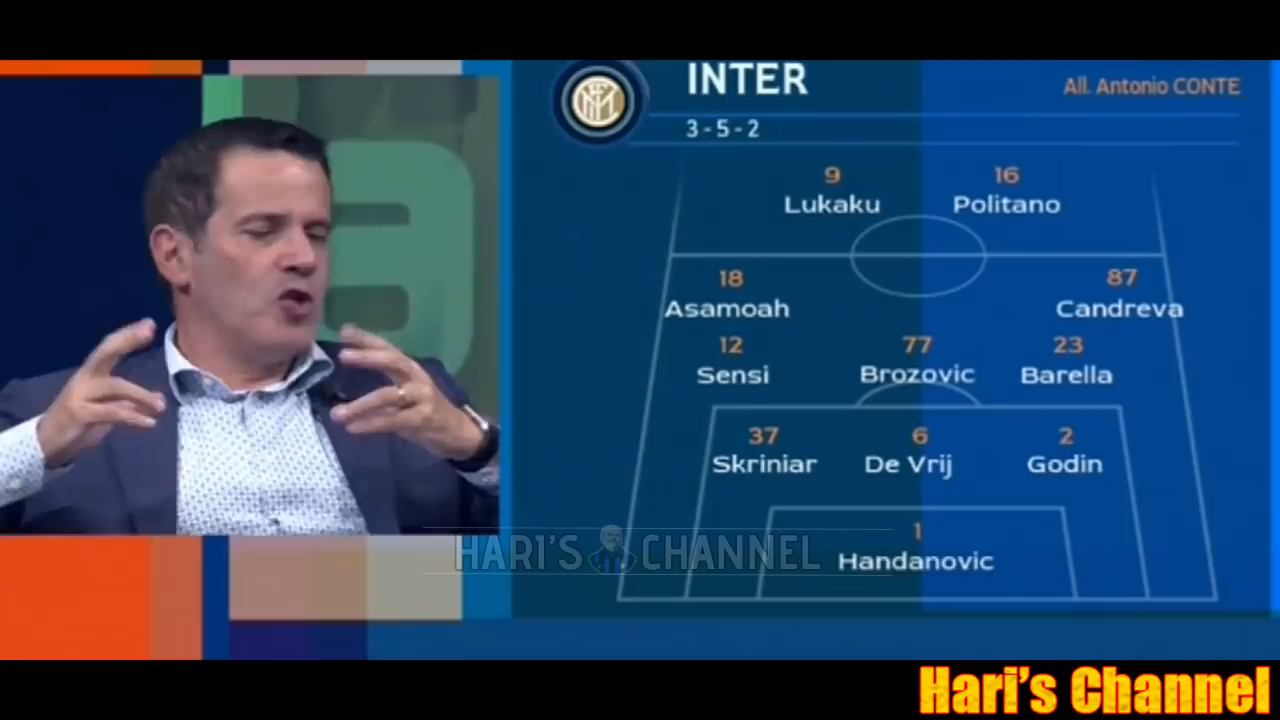 INTER
All. Antonio CONTE
3 - 5 - 2
9 16
Lukaku Politano
18 87
Asamoah Candreva
12 77 23
Sensi Brozovic Barella
37 6 2
Skriniar De Vrij Godin
1
Handanovic
HARI'S CHANNEL
Hari's Channel